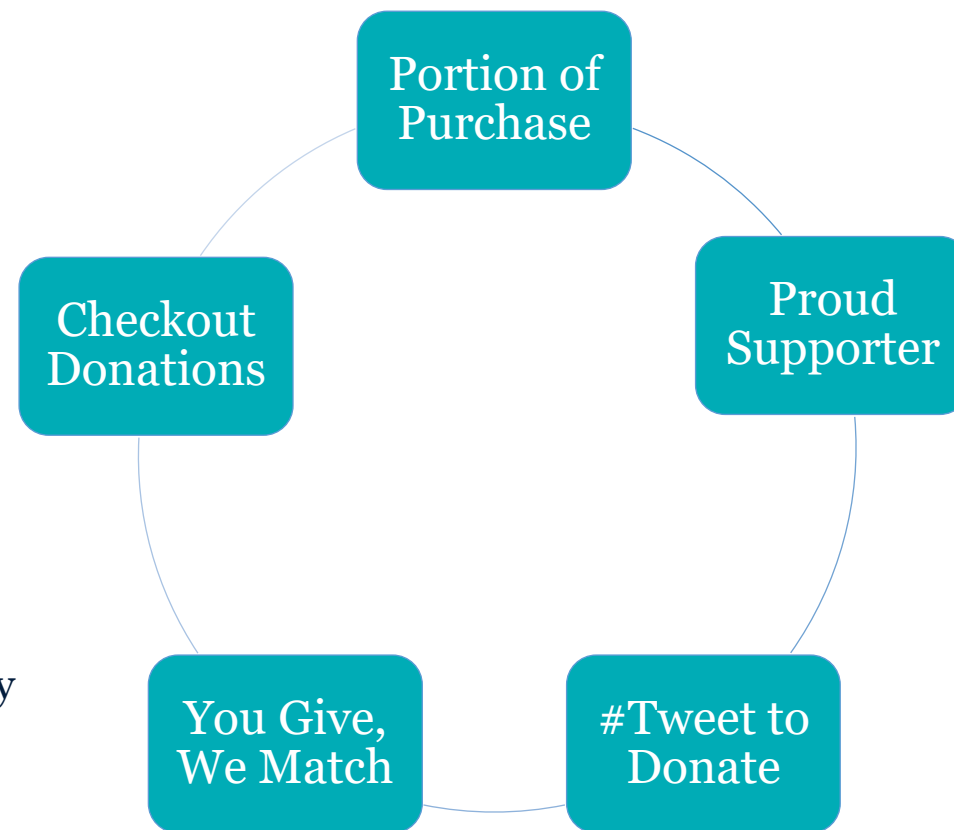 Portion of
Purchase
Proud
Supporter
Checkout
Donations
y
You Give,
We Match
#Tweet to
Donate